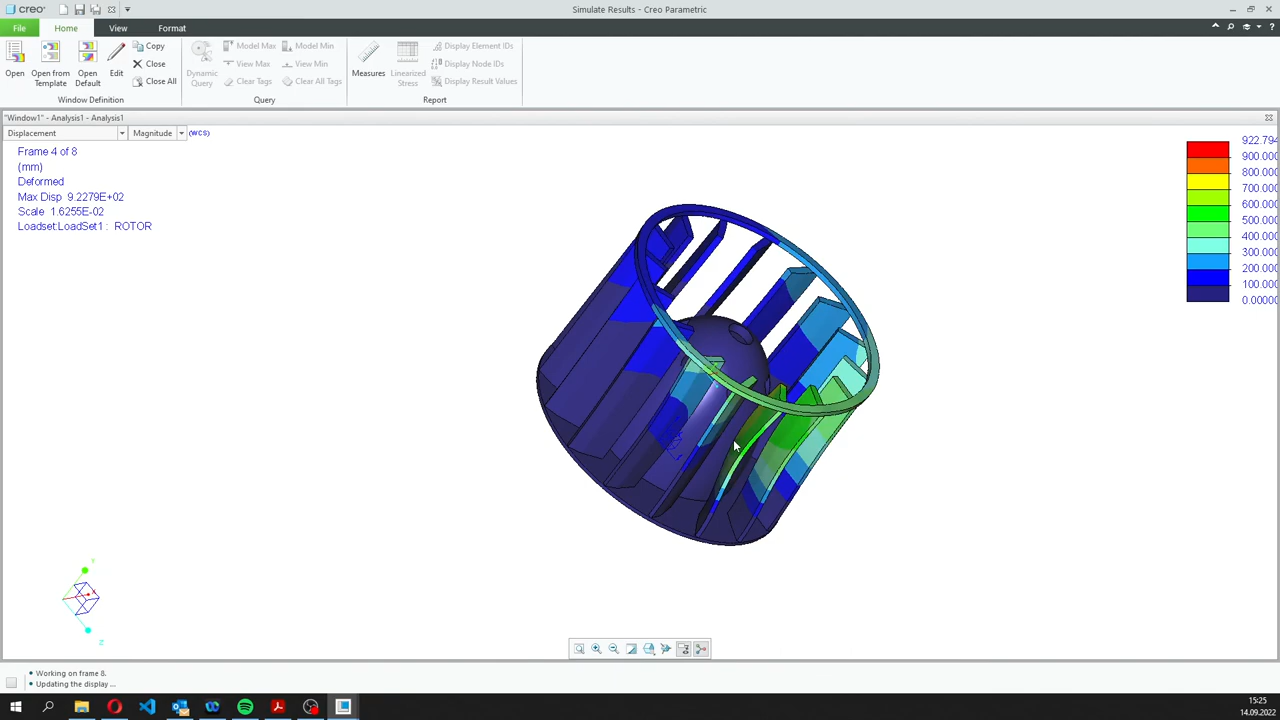 creo
Simulate Results - Creo Parametric
File
Home
View
Format
Open
Open from Template
Open Default
Edit
Copy
Close
Close All
Window Definition
Dynamic Query
Model Max
Model Min
View Max
View Min
Clear Tags
Clear All Tags
Query
Measures
Linearized Stress
Display Element IDs
Display Node IDs
Display Result Values
Report
"Window1" - Analysis1 - Analysis1
Displacement
Magnitude
(WCS)
Frame 4 of 8
(mm)
Deformed
Max Disp 9.2279E+02
Scale 1.6255E-02
Loadset:LoadSet1 : ROTOR
922.794
900.000
800.000
700.000
600.000
500.000
400.000
300.000
200.000
100.000
0.0000
Y
X
Z
Working on frame 8.
Updating the display ...
15:25
14.09.2022